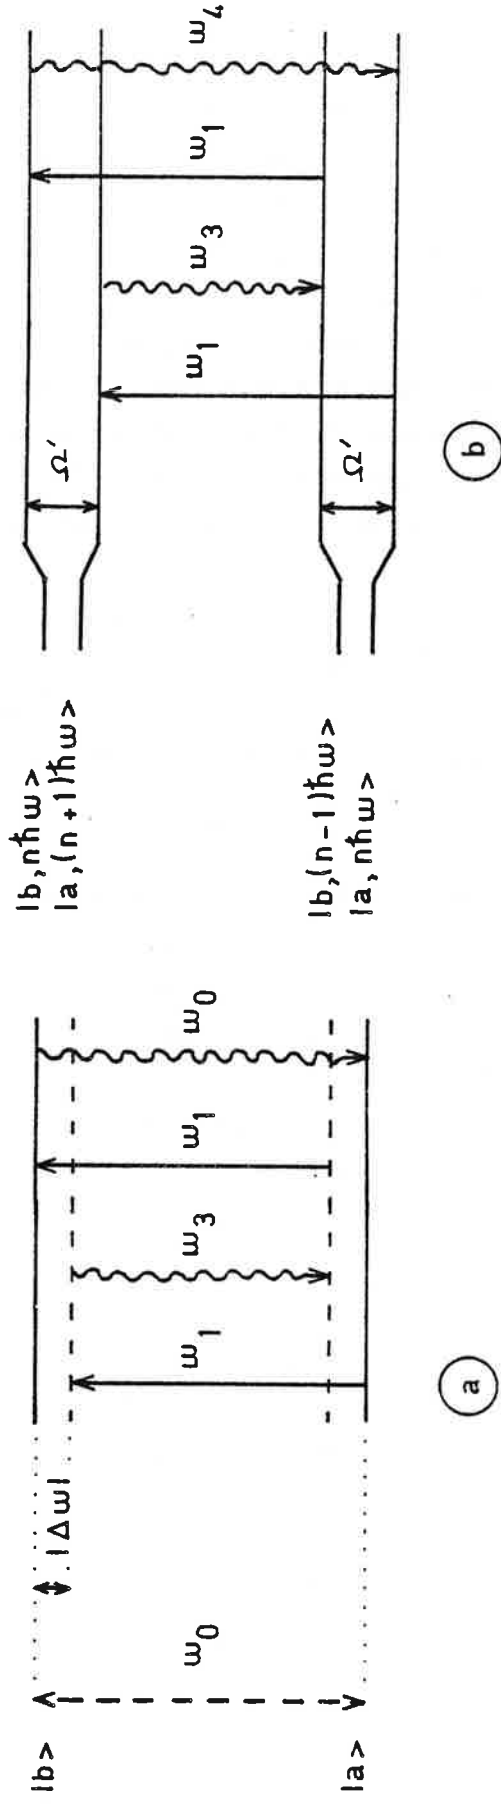 |b>
|a>
ω0
|Δω|
ω1
ω3
ω1
ω0
a
|b,nħω>
|a,(n+1)ħω>
|b,(n-1)ħω>
|a,nħω>
Ω'
Ω'
ω1
ω3
ω1
ω4
b